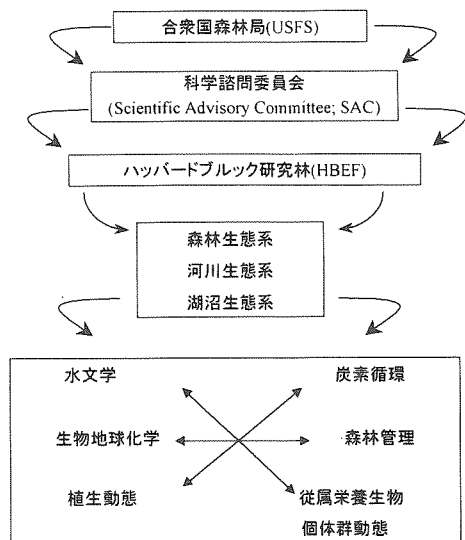 合衆国森林局(USFS)
科学諮問委員会
(Scientific Advisory Committee; SAC)
ハッバードブルック研究林(HBEF)
森林生態系
河川生態系
湖沼生態系
水文学 炭素循環
生物地球化学 森林管理
植生動態 従属栄養生物
個体群動態